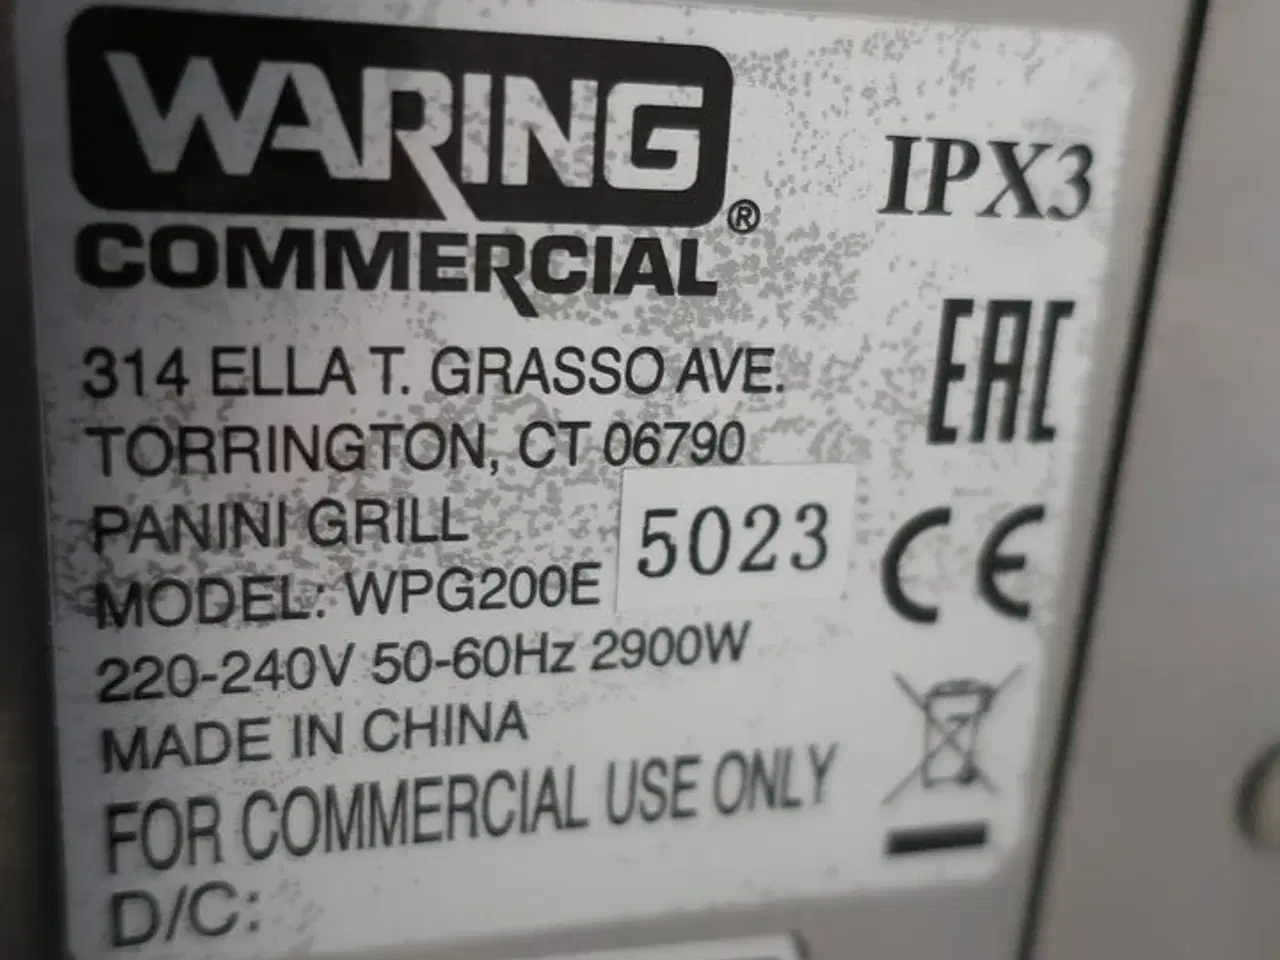 WARING
COMMERCIAL®
IPX3
EAC
314 ELLA T. GRASSO AVE.
TORRINGTON, CT 06790
PANINI GRILL
MODEL: WPG200E
5023
CE
220-240V 50-60Hz 2900W
MADE IN CHINA
FOR COMMERCIAL USE ONLY
D/C: